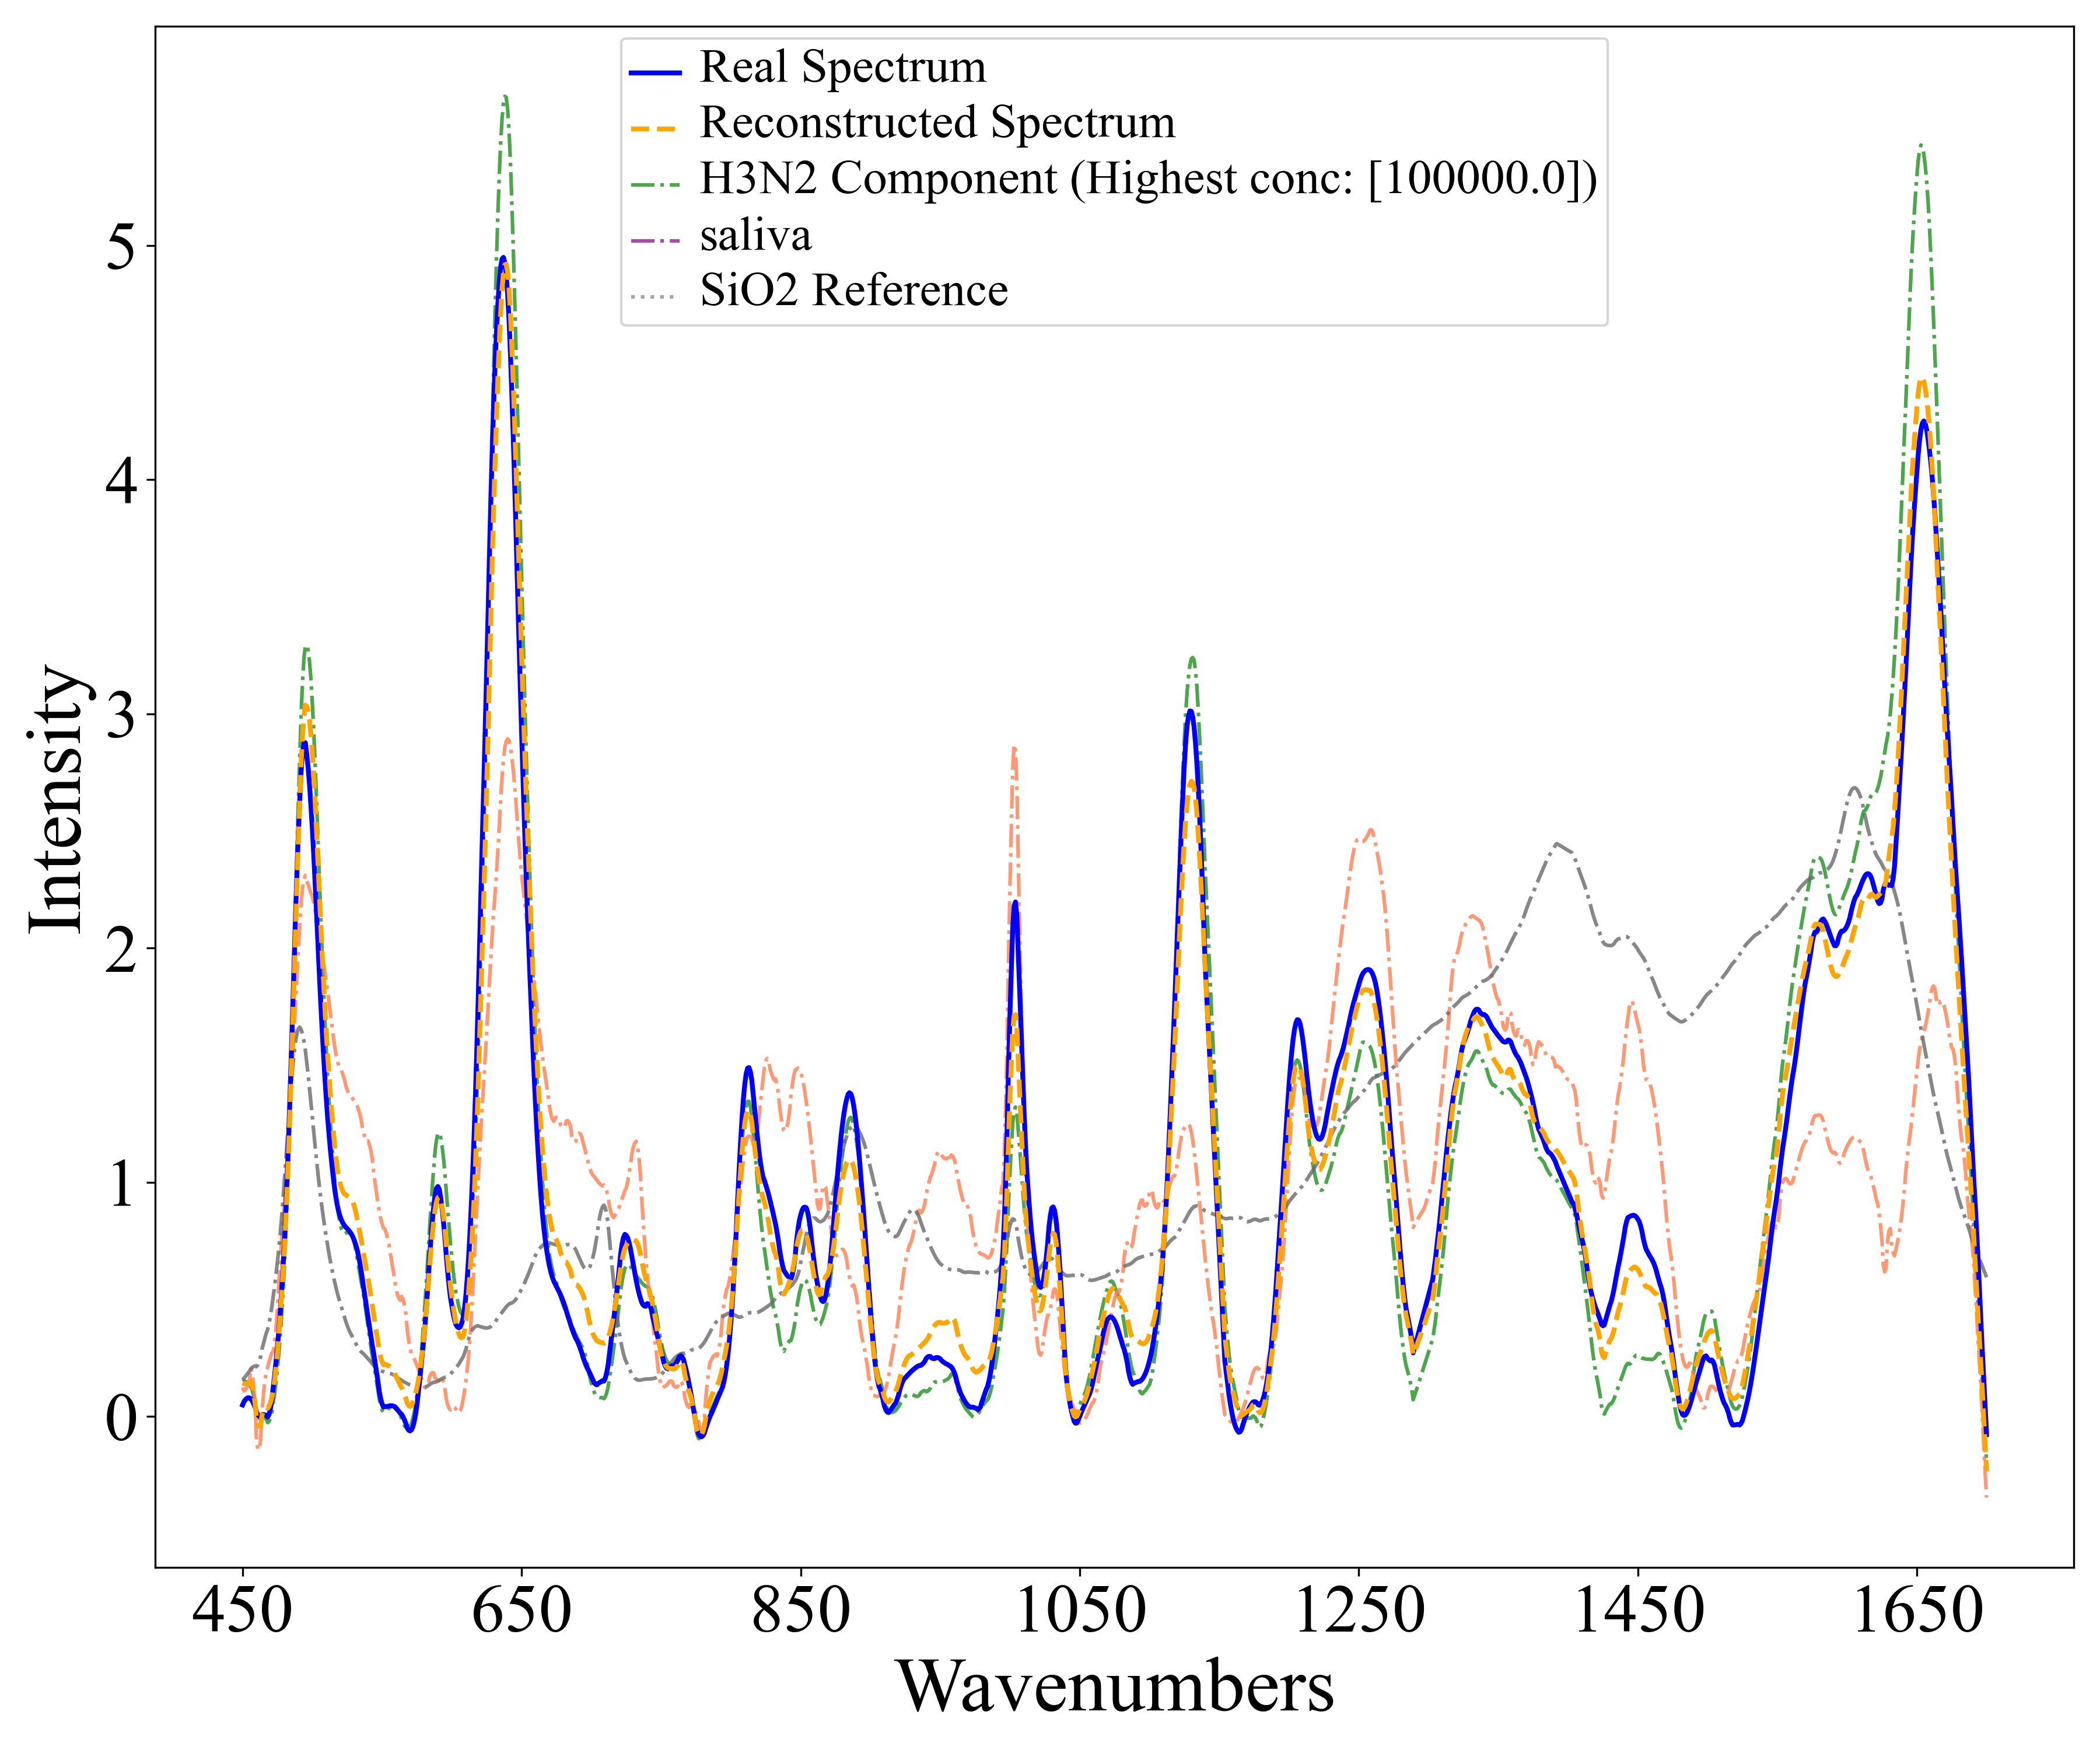 Real Spectrum
Reconstructed Spectrum
H3N2 Component (Highest conc: [100000.0])
saliva
SiO2 Reference
Intensity
5
4
3
2
1
0
450 650 850 1050 1250 1450 1650
Wavenumbers